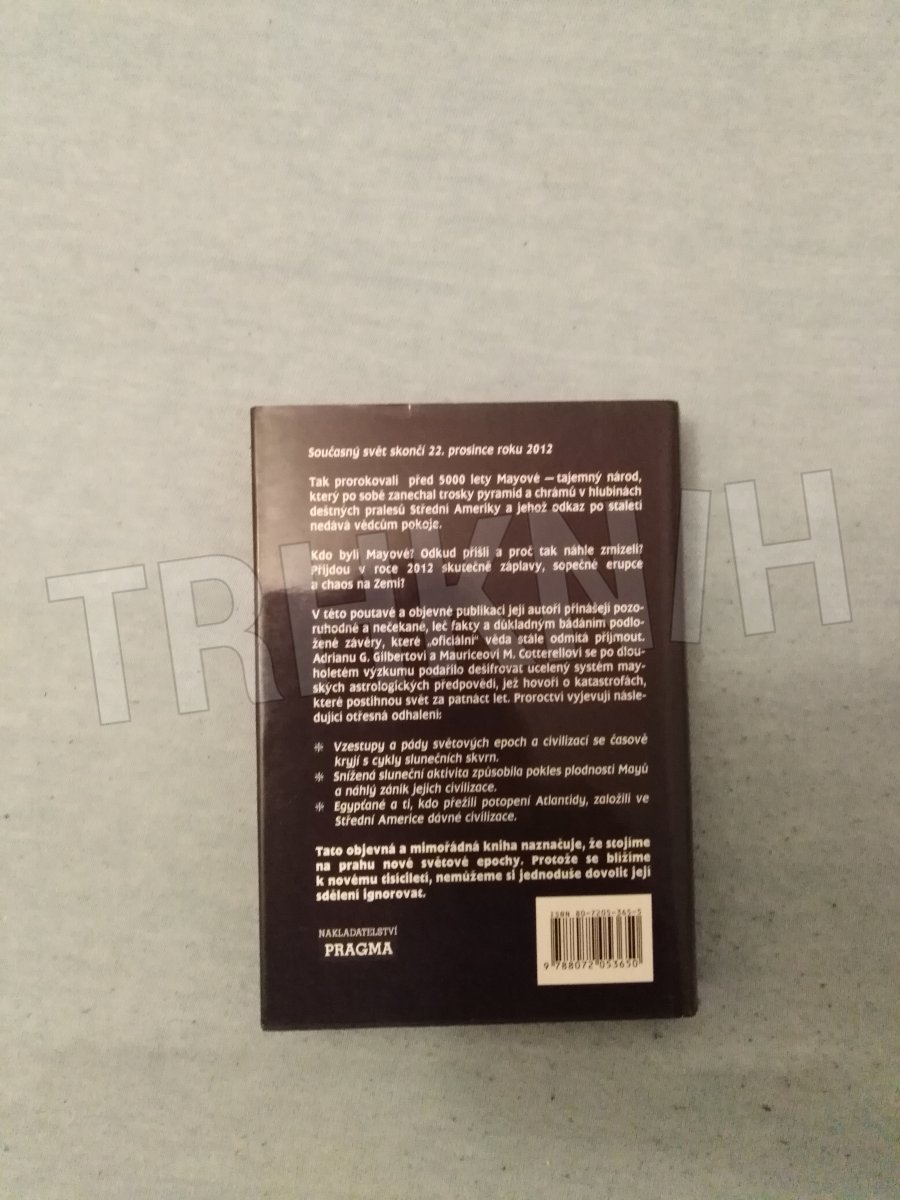 Současný svět skončí 22. prosince roku 2012
Tak prorokovali před 5000 lety Mayové — tajemný národ,
který po sobě zanechal trosky pyramid a chrámů v hlubinách
deštných pralesů Střední Ameriky a jehož odkaz po staletí
nedává vědcům pokoje.
Kdo byli Mayové? Odkud přišli a proč tak náhle zmizeli?
Přijdou v roce 2012 skutečně záplavy, sopečné erupce
a chaos na Zemi?
V této poutavé a objevné publikaci její autoři přinášejí pozo-
ruhodné a nečekané, leč fakty a důkladným bádáním podlo-
žené závěry, které „oficiální" věda stále odmítá přijmout.
Adrianu G. Gilbertovi a Mauriceovi M. Cotterellovi se po dlou-
holetém výzkumu podařilo dešifrovat ucelený systém may-
ských astrologických předpovědí, jež hovoří o katastrofách,
které postihnou svět za patnáct let. Proroctví vyjevují násle-
dující otřesná odhalení:
❈ Vzestupy a pády světových epoch a civilizací se časově
kryjí s cykly slunečních skvrn.
❈ Snížená sluneční aktivita způsobila pokles plodnosti Mayů
a náhlý zánik jejich civilizace.
❈ Egypťané a ti, kdo přežili potopení Atlantidy, založili ve
Střední Americe dávné civilizace.
Tato objevná a mimořádná kniha naznačuje, že stojíme
na prahu nové světové epochy. Protože se blížíme
k novému tisíciletí, nemůžeme si jednoduše dovolit její
sdělení ignorovat.
NAKLADATELSTVÍ
PRAGMA
ISBN 80-7205-365-5
9 788072 053650
TRHKNIH